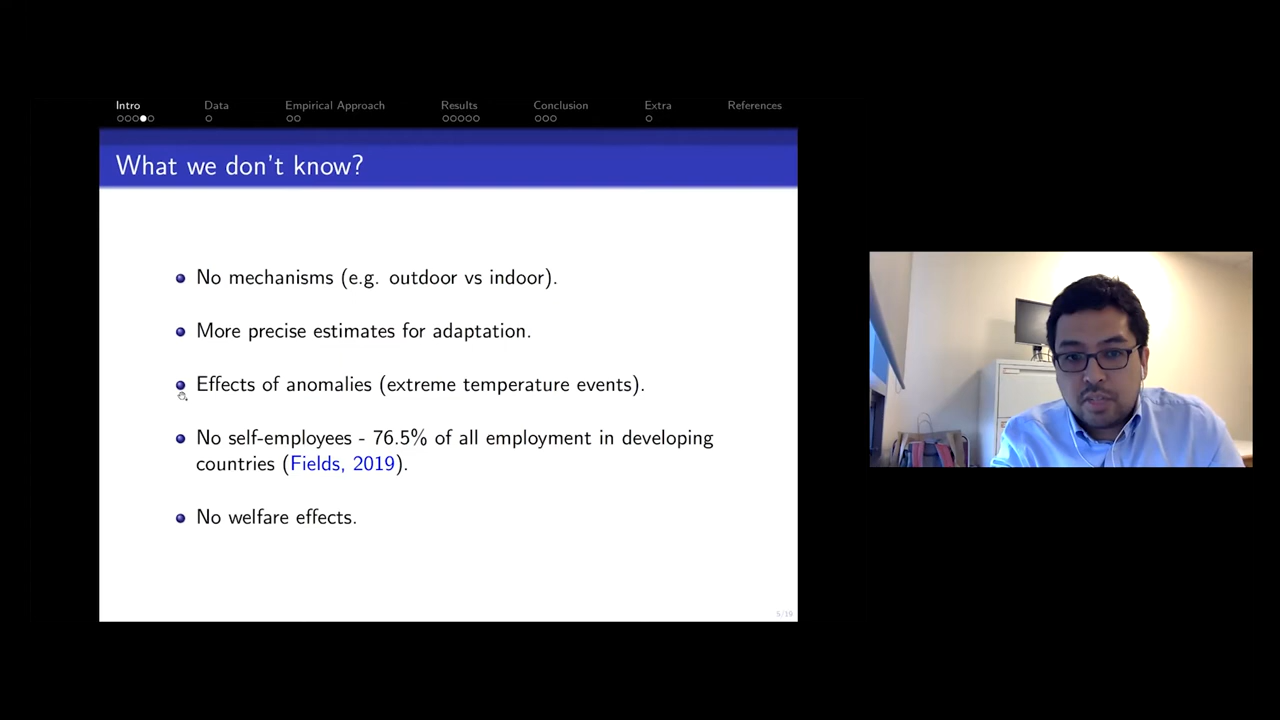 Intro Data Empirical Approach Results Conclusion Extra References
What we don't know?
No mechanisms (e.g. outdoor vs indoor).
More precise estimates for adaptation.
Effects of anomalies (extreme temperature events).
No self-employees - 76.5% of all employment in developing
countries (Fields, 2019).
No welfare effects.
5/19